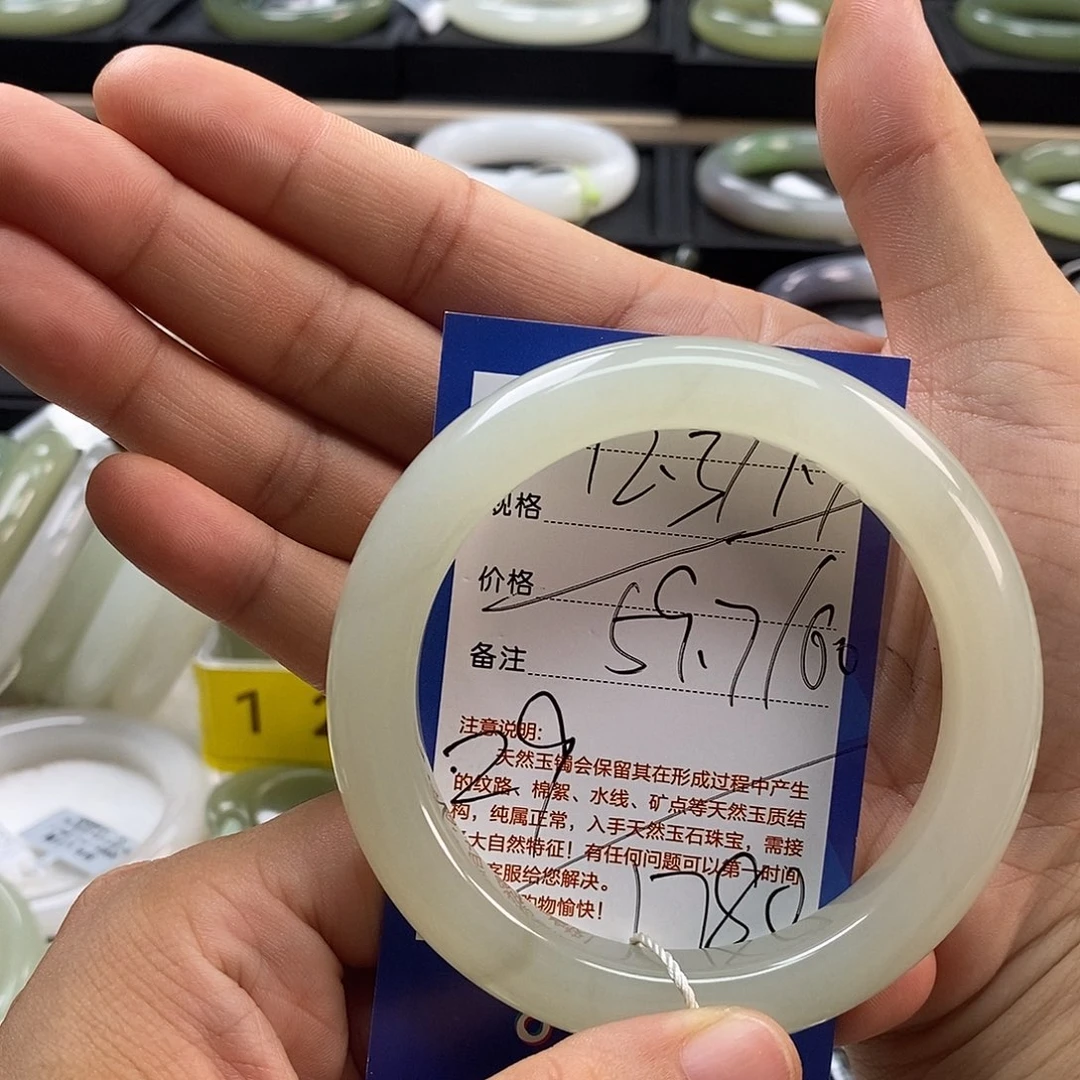 规格 12.3/
价格
备注 59.7/60
注意说明:
29
天然玉镯会保留其在形成过程中产生
的纹路、棉絮、水线、矿点等天然玉质结
构，纯属正常，入手天然玉石珠宝，需接
大自然特征！有任何问题可以第一时间
客服给您解决。
购物愉快！
1780
12